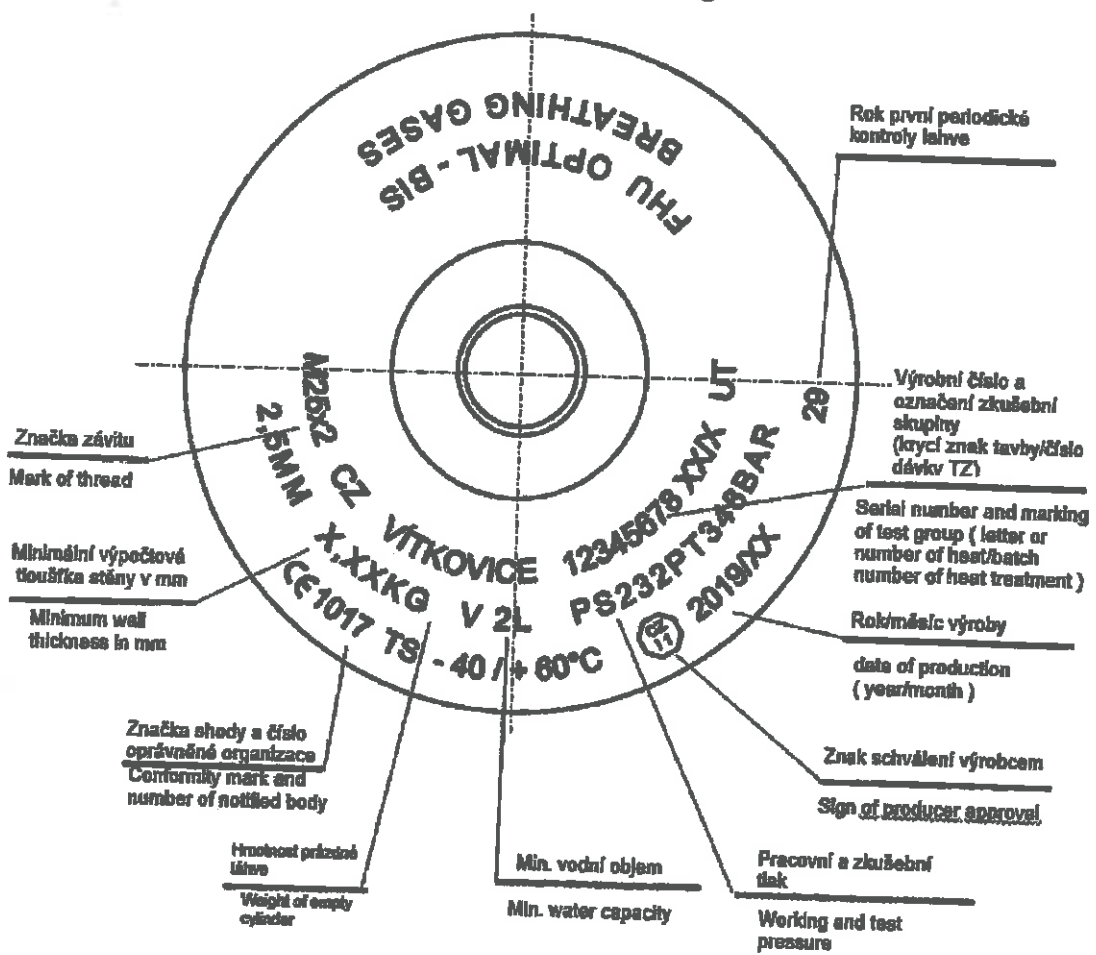 FHU OPTIMAL - BIS
BREATHING GASES
M25x2 CZ VÍTKOVICE 12345678 XX/X UT
2,5MM X,XXKG V 2L PS232PT348BAR 29
CE1017 TS - 40 / + 60°C CZ 11 2019/XX
Rok první periodické
kontroly lahve
Výrobní číslo a
označení zkušební
skupiny
(krycí znak tavby/číslo
dávky TZ)
Serial number and marking
of test group ( letter or
number of heat/batch
number of heat treatment )
Rok/měsíc výroby
date of production
( year/month )
Znak schválení výrobcem
Sign of producer approval
Pracovní a zkušební
tlak
Working and test
pressure
Min. vodní objem
Min. water capacity
Hmotnost prázdné
láhve
Weight of empty
cylinder
Značka shody a číslo
oprávněné organizace
Conformity mark and
number of notified body
Minimální výpočtová
tloušťka stěny v mm
Minimum wall
thickness in mm
Značka závitu
Mark of thread